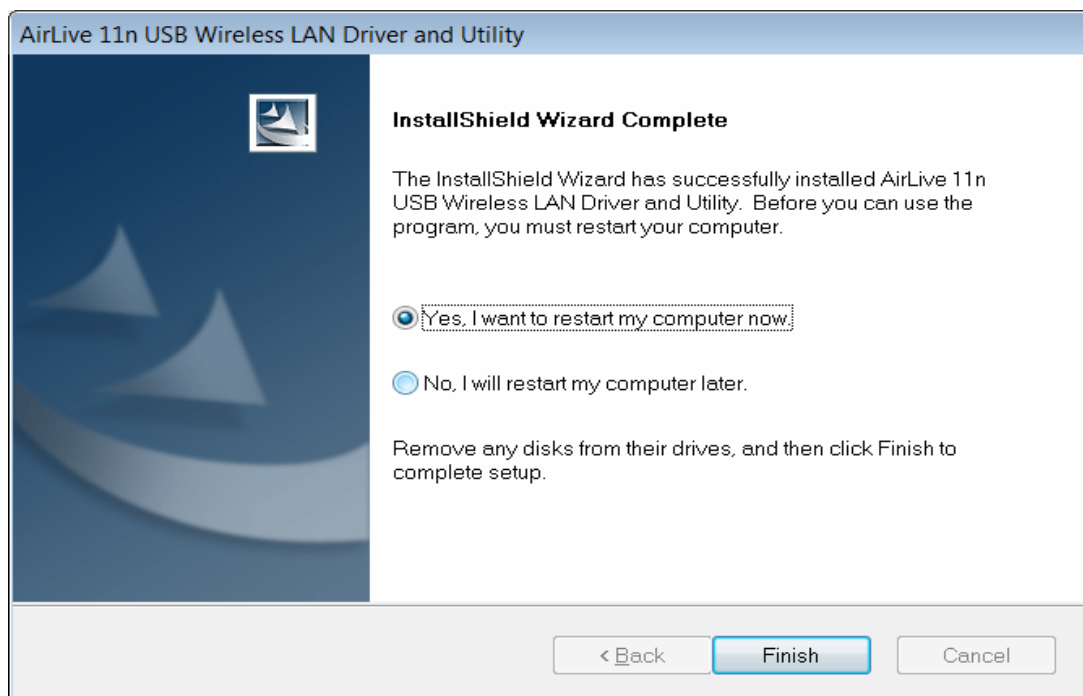 AirLive 11n USB Wireless LAN Driver and Utility
InstallShield Wizard Complete
The InstallShield Wizard has successfully installed AirLive 11n
USB Wireless LAN Driver and Utility.  Before you can use the
program, you must restart your computer.
Yes, I want to restart my computer now.
No, I will restart my computer later.
Remove any disks from their drives, and then click Finish to
complete setup.
< Back
Finish
Cancel